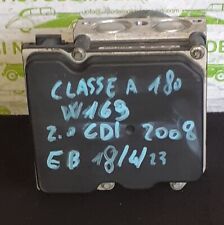 CLASSE A 180
W169
2.0 CDI 2008
EB 18/4/23